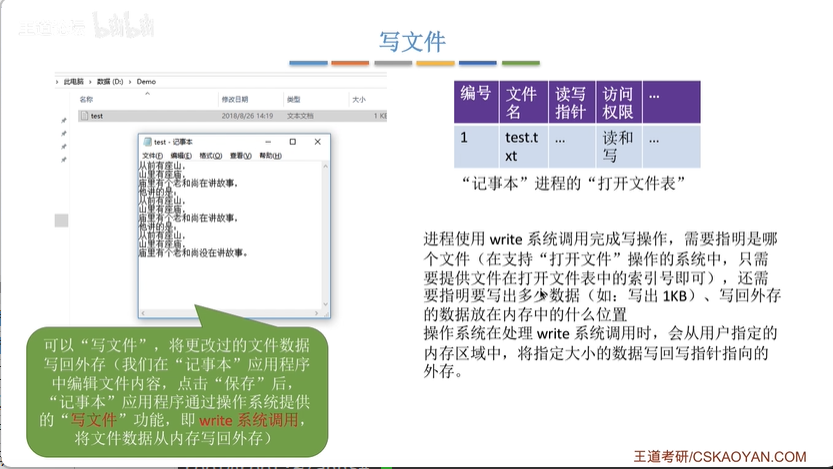 王道考研 bilibili
写文件
此电脑 › 数据 (D:) › Demo
名称 修改日期 类型 大小
test 2018/8/26 14:19 文本文档 1 K
test - 记事本
文件(F) 编辑(E) 格式(O) 查看(V) 帮助(H)
从前有座山，
山里有座庙，
庙里有个老和尚在讲故事，
他讲的是：
从前有座山，
山里有座庙，
庙里有个老和尚在讲故事，
他讲的是：
从前有座山，
山里有座庙，
庙里有个老和尚没在讲故事。
编号 文件名 读写指针 访问权限 …
1 test.txt … 读和写 …
“记事本”进程的“打开文件表”
进程使用 write 系统调用完成写操作，需要指明是哪
个文件（在支持“打开文件”操作的系统中，只需
要提供文件在打开文件表中的索引号即可），还需
要指明要写出多少数据（如：写出 1KB）、写回外存
的数据放在内存中的什么位置
操作系统在处理 write 系统调用时，会从用户指定的
内存区域中，将指定大小的数据写回写指针指向的
外存。
可以“写文件”，将更改过的文件数据
写回外存（我们在“记事本”应用程序
中编辑文件内容，点击“保存”后，
“记事本”应用程序通过操作系统提供
的“写文件”功能，即 write 系统调用，
将文件数据从内存写回外存）
王道考研/CSKAOYAN.COM